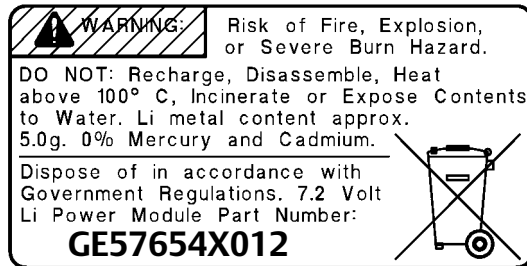 WARNING: Risk of Fire, Explosion,
or Severe Burn Hazard.
DO NOT: Recharge, Disassemble, Heat
above 100° C, Incinerate or Expose Contents
to Water. Li metal content approx.
5.0g. 0% Mercury and Cadmium.
Dispose of in accordance with
Government Regulations. 7.2 Volt
Li Power Module Part Number:
GE57654X012